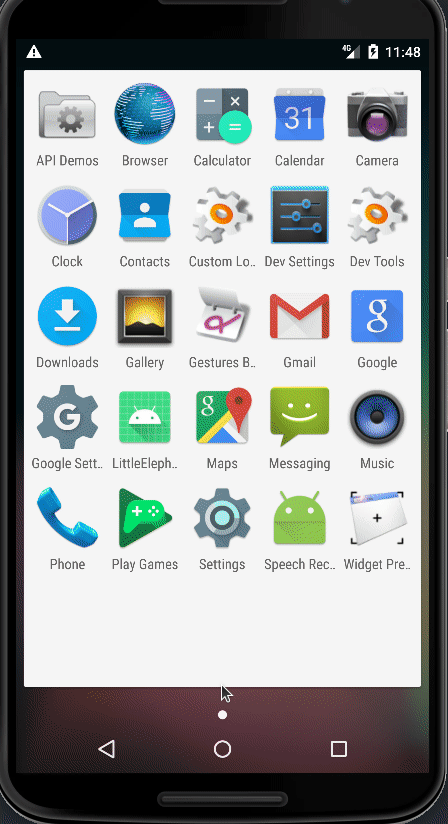 4G 11:48
31
API Demos Browser Calculator Calendar Camera
Clock Contacts Custom Lo.. Dev Settings Dev Tools
g
Downloads Gallery Gestures B.. Gmail Google
G g
Google Sett.. LittleEleph.. Maps Messaging Music
Phone Play Games Settings Speech Rec.. Widget Pre..